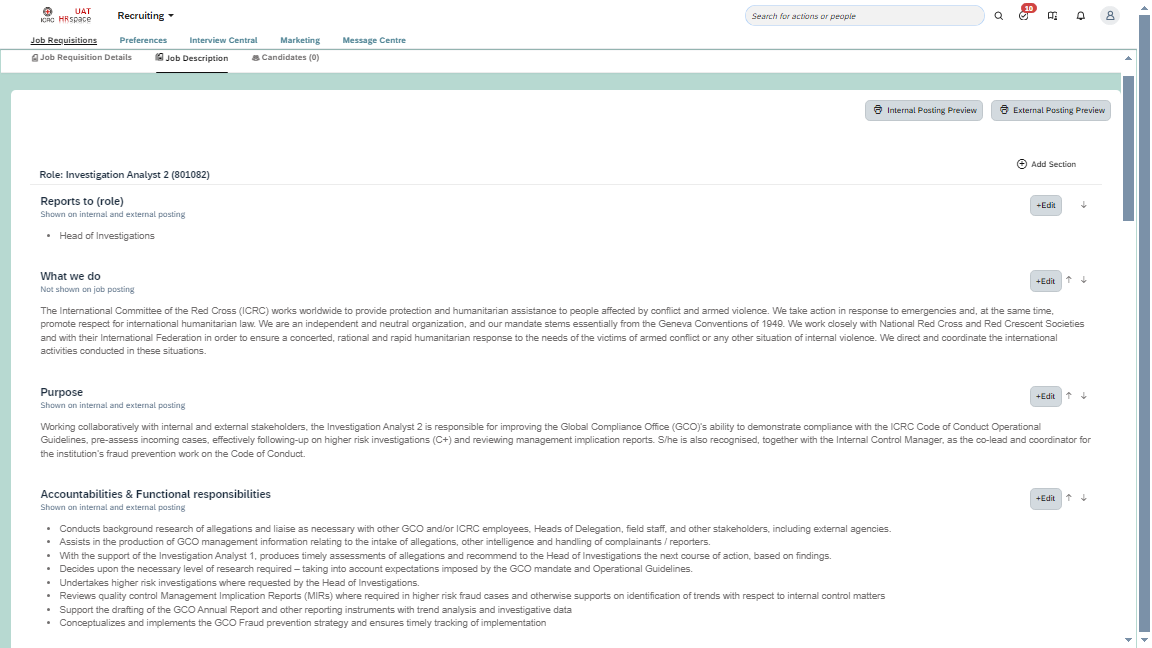 ICRC
UAT
HRspace
Recruiting
Search for actions or people
10
Job Requisitions
Preferences
Interview Central
Marketing
Message Centre
Job Requisition Details
Job Description
Candidates (0)
Internal Posting Preview
External Posting Preview
Add Section
Role: Investigation Analyst 2 (801082)
Reports to (role)
+Edit
Shown on internal and external posting
• Head of Investigations
What we do
+Edit
Not shown on job posting
The International Committee of the Red Cross (ICRC) works worldwide to provide protection and humanitarian assistance to people affected by conflict and armed violence. We take action in response to emergencies and, at the same time,
promote respect for international humanitarian law. We are an independent and neutral organization, and our mandate stems essentially from the Geneva Conventions of 1949. We work closely with National Red Cross and Red Crescent Societies
and with their International Federation in order to ensure a concerted, rational and rapid humanitarian response to the needs of the victims of armed conflict or any other situation of internal violence. We direct and coordinate the international
activities conducted in these situations.
Purpose
+Edit
Shown on internal and external posting
Working collaboratively with internal and external stakeholders, the Investigation Analyst 2 is responsible for improving the Global Compliance Office (GCO)'s ability to demonstrate compliance with the ICRC Code of Conduct Operational
Guidelines, pre-assess incoming cases, effectively following-up on higher risk investigations (C+) and reviewing management implication reports. S/he is also recognised, together with the Internal Control Manager, as the co-lead and coordinator for
the institution's fraud prevention work on the Code of Conduct.
Accountabilities & Functional responsibilities
+Edit
Shown on internal and external posting
• Conducts background research of allegations and liaise as necessary with other GCO and/or ICRC employees, Heads of Delegation, field staff, and other stakeholders, including external agencies.
• Assists in the production of GCO management information relating to the intake of allegations, other intelligence and handling of complainants / reporters.
• With the support of the Investigation Analyst 1, produces timely assessments of allegations and recommend to the Head of Investigations the next course of action, based on findings.
• Decides upon the necessary level of research required – taking into account expectations imposed by the GCO mandate and Operational Guidelines.
• Undertakes higher risk investigations where requested by the Head of Investigations.
• Reviews quality control Management Implication Reports (MIRs) where required in higher risk fraud cases and otherwise supports on identification of trends with respect to internal control matters
• Support the drafting of the GCO Annual Report and other reporting instruments with trend analysis and investigative data
• Conceptualizes and implements the GCO Fraud prevention strategy and ensures timely tracking of implementation